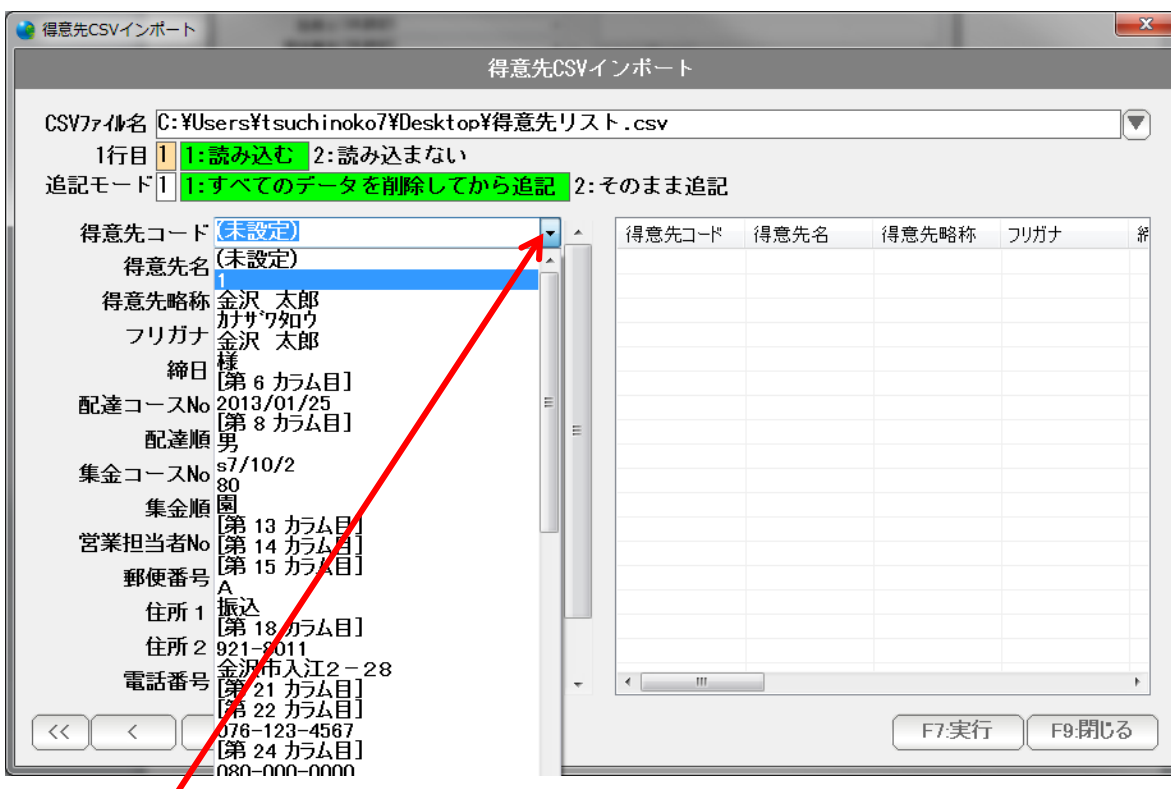 得意先CSVインポート
得意先CSVインポート
CSVファイル名 C:¥Users¥tsuchinoko7¥Desktop¥得意先リスト.csv
1行目 1 1:読み込む 2:読み込まない
追記モード 1 1:すべてのデータを削除してから追記 2:そのまま追記
得意先コード (未設定)
得意先名
得意先略称
フリガナ
締日
配達コースNo
配達順
集金コースNo
集金順
営業担当者No
郵便番号
住所1
住所2
電話番号
(未設定)
1
金沢 太郎
カナザワタロウ
金沢 太郎
様
[第 6 カラム目]
2013/01/25
[第 8 カラム目]
男
s7/10/2
80
園
[第 13 カラム目]
[第 14 カラム目]
[第 15 カラム目]
A
振込
[第 18 カラム目]
921-8011
金沢市入江2-28
[第 21 カラム目]
[第 22 カラム目]
076-123-4567
[第 24 カラム目]
080-000-0000
得意先コード 得意先名 得意先略称 フリガナ
<< <
F7:実行 F9:閉じる